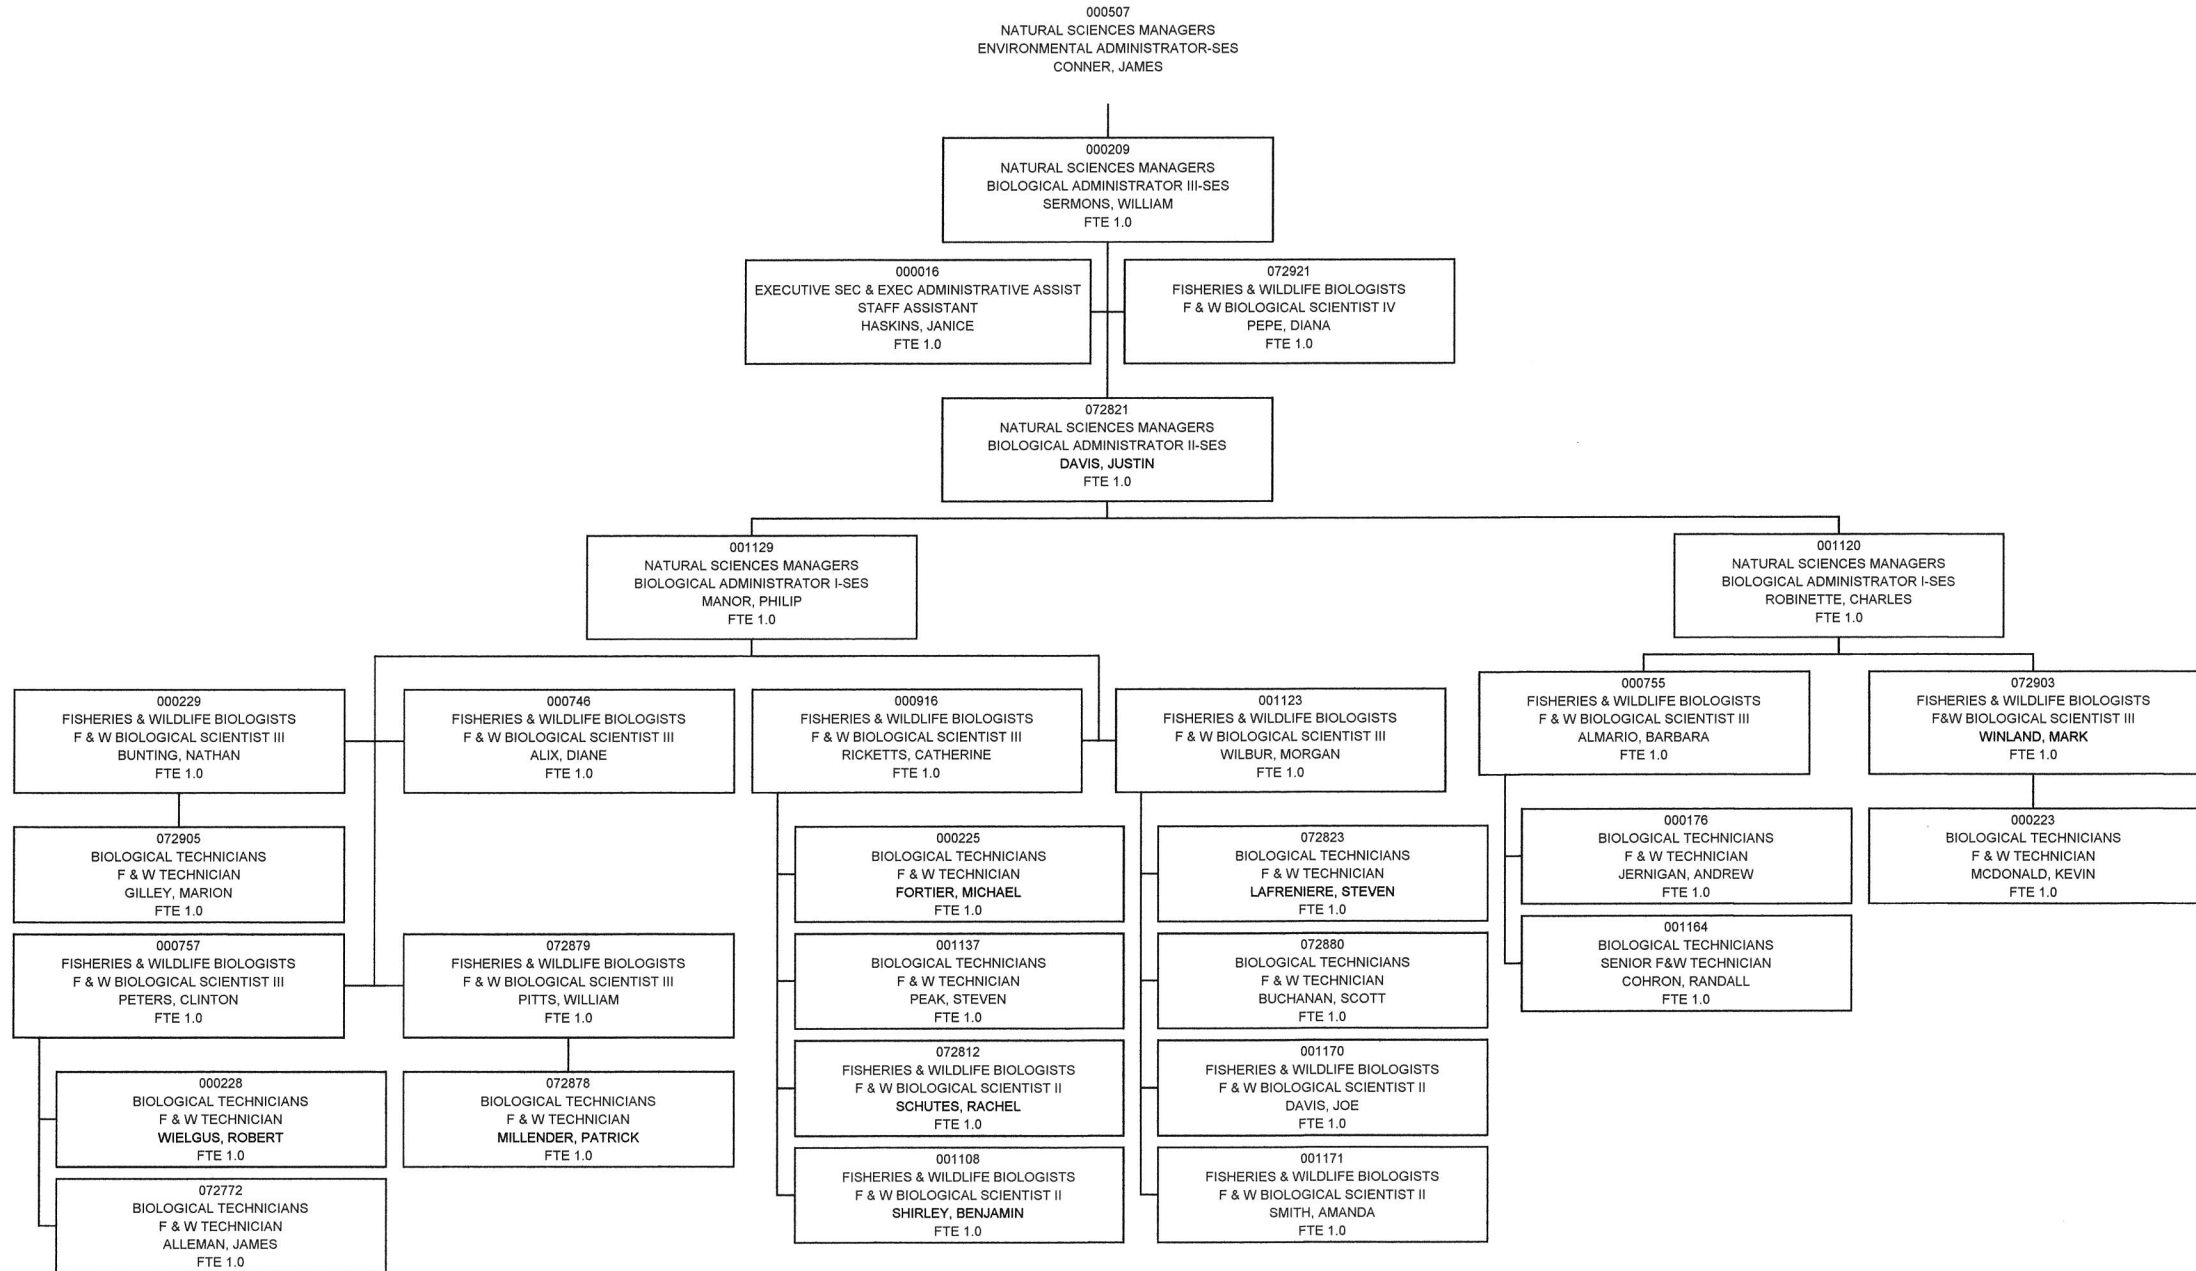 000507
NATURAL SCIENCES MANAGERS
ENVIRONMENTAL ADMINISTRATOR-SES
CONNER, JAMES
000209
NATURAL SCIENCES MANAGERS
BIOLOGICAL ADMINISTRATOR III-SES
SERMONS, WILLIAM
FTE 1.0
000016
EXECUTIVE SEC & EXEC ADMINISTRATIVE ASSIST
STAFF ASSISTANT
HASKINS, JANICE
FTE 1.0
072921
FISHERIES & WILDLIFE BIOLOGISTS
F & W BIOLOGICAL SCIENTIST IV
PEPE, DIANA
FTE 1.0
072821
NATURAL SCIENCES MANAGERS
BIOLOGICAL ADMINISTRATOR II-SES
DAVIS, JUSTIN
FTE 1.0
001129
NATURAL SCIENCES MANAGERS
BIOLOGICAL ADMINISTRATOR I-SES
MANOR, PHILIP
FTE 1.0
001120
NATURAL SCIENCES MANAGERS
BIOLOGICAL ADMINISTRATOR I-SES
ROBINETTE, CHARLES
FTE 1.0
000229
FISHERIES & WILDLIFE BIOLOGISTS
F & W BIOLOGICAL SCIENTIST III
BUNTING, NATHAN
FTE 1.0
000746
FISHERIES & WILDLIFE BIOLOGISTS
F & W BIOLOGICAL SCIENTIST III
ALIX, DIANE
FTE 1.0
000916
FISHERIES & WILDLIFE BIOLOGISTS
F & W BIOLOGICAL SCIENTIST III
RICKETTS, CATHERINE
FTE 1.0
001123
FISHERIES & WILDLIFE BIOLOGISTS
F & W BIOLOGICAL SCIENTIST III
WILBUR, MORGAN
FTE 1.0
000755
FISHERIES & WILDLIFE BIOLOGISTS
F & W BIOLOGICAL SCIENTIST III
ALMARIO, BARBARA
FTE 1.0
072903
FISHERIES & WILDLIFE BIOLOGISTS
F&W BIOLOGICAL SCIENTIST III
WINLAND, MARK
FTE 1.0
072905
BIOLOGICAL TECHNICIANS
F & W TECHNICIAN
GILLEY, MARION
FTE 1.0
000225
BIOLOGICAL TECHNICIANS
F & W TECHNICIAN
FORTIER, MICHAEL
FTE 1.0
072823
BIOLOGICAL TECHNICIANS
F & W TECHNICIAN
LAFRENIERE, STEVEN
FTE 1.0
000176
BIOLOGICAL TECHNICIANS
F & W TECHNICIAN
JERNIGAN, ANDREW
FTE 1.0
000223
BIOLOGICAL TECHNICIANS
F & W TECHNICIAN
MCDONALD, KEVIN
FTE 1.0
000757
FISHERIES & WILDLIFE BIOLOGISTS
F & W BIOLOGICAL SCIENTIST III
PETERS, CLINTON
FTE 1.0
072879
FISHERIES & WILDLIFE BIOLOGISTS
F & W BIOLOGICAL SCIENTIST III
PITTS, WILLIAM
FTE 1.0
001137
BIOLOGICAL TECHNICIANS
F & W TECHNICIAN
PEAK, STEVEN
FTE 1.0
072880
BIOLOGICAL TECHNICIANS
F & W TECHNICIAN
BUCHANAN, SCOTT
FTE 1.0
001164
BIOLOGICAL TECHNICIANS
SENIOR F&W TECHNICIAN
COHRON, RANDALL
FTE 1.0
072812
FISHERIES & WILDLIFE BIOLOGISTS
F & W BIOLOGICAL SCIENTIST II
SCHUTES, RACHEL
FTE 1.0
001170
FISHERIES & WILDLIFE BIOLOGISTS
F & W BIOLOGICAL SCIENTIST II
DAVIS, JOE
FTE 1.0
000228
BIOLOGICAL TECHNICIANS
F & W TECHNICIAN
WIELGUS, ROBERT
FTE 1.0
072878
BIOLOGICAL TECHNICIANS
F & W TECHNICIAN
MILLENDER, PATRICK
FTE 1.0
001108
FISHERIES & WILDLIFE BIOLOGISTS
F & W BIOLOGICAL SCIENTIST II
SHIRLEY, BENJAMIN
FTE 1.0
001171
FISHERIES & WILDLIFE BIOLOGISTS
F & W BIOLOGICAL SCIENTIST II
SMITH, AMANDA
FTE 1.0
072772
BIOLOGICAL TECHNICIANS
F & W TECHNICIAN
ALLEMAN, JAMES
FTE 1.0